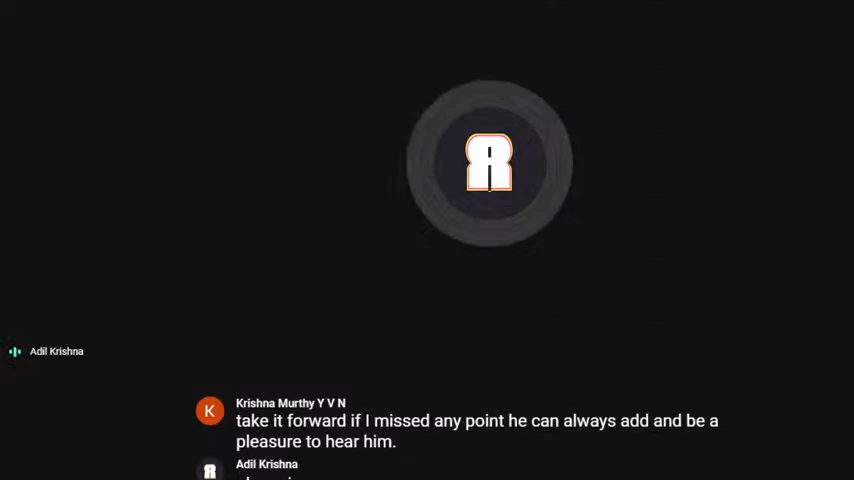 Adil Krishna
K
Krishna Murthy Y V N
take it forward if I missed any point he can always add and be a
pleasure to hear him.
Adil Krishna